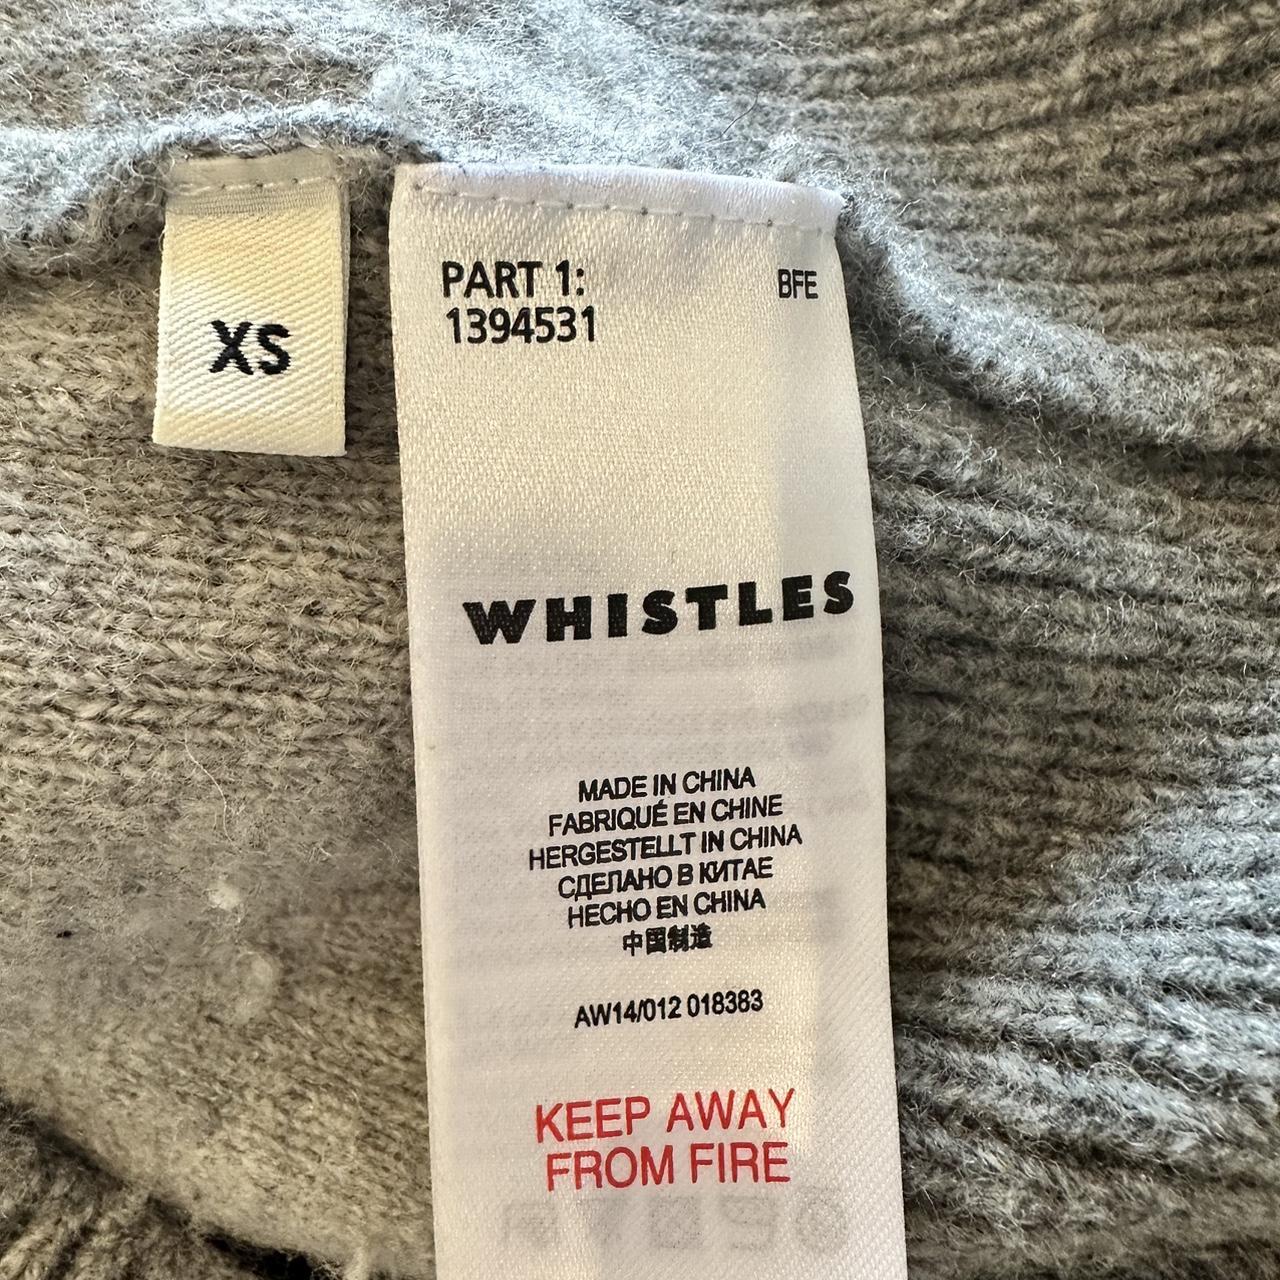 XS
PART 1:
1394531
BFE
WHISTLES
MADE IN CHINA
FABRIQUÉ EN CHINE
HERGESTELLT IN CHINA
СДЕЛАНО В КИТАЕ
HECHO EN CHINA
中国制造
AW14/012 018383
KEEP AWAY
FROM FIRE